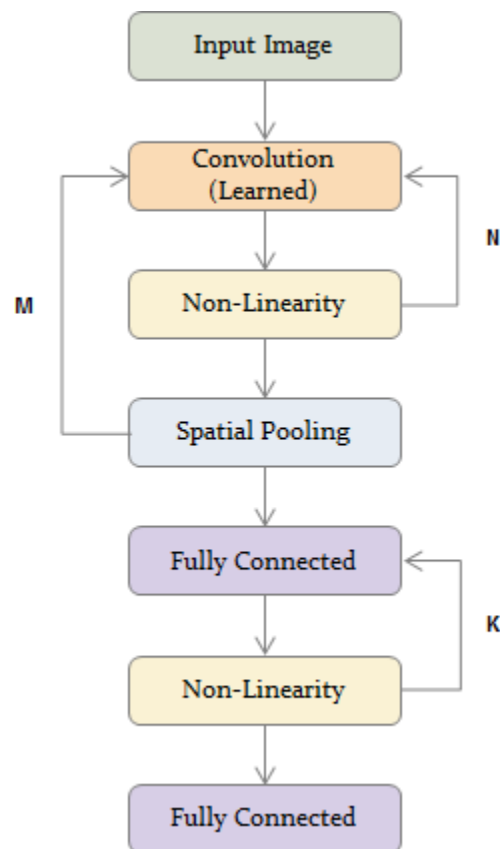 Input Image
Convolution
(Learned)
N
M
Non-Linearity
Spatial Pooling
Fully Connected
K
Non-Linearity
Fully Connected